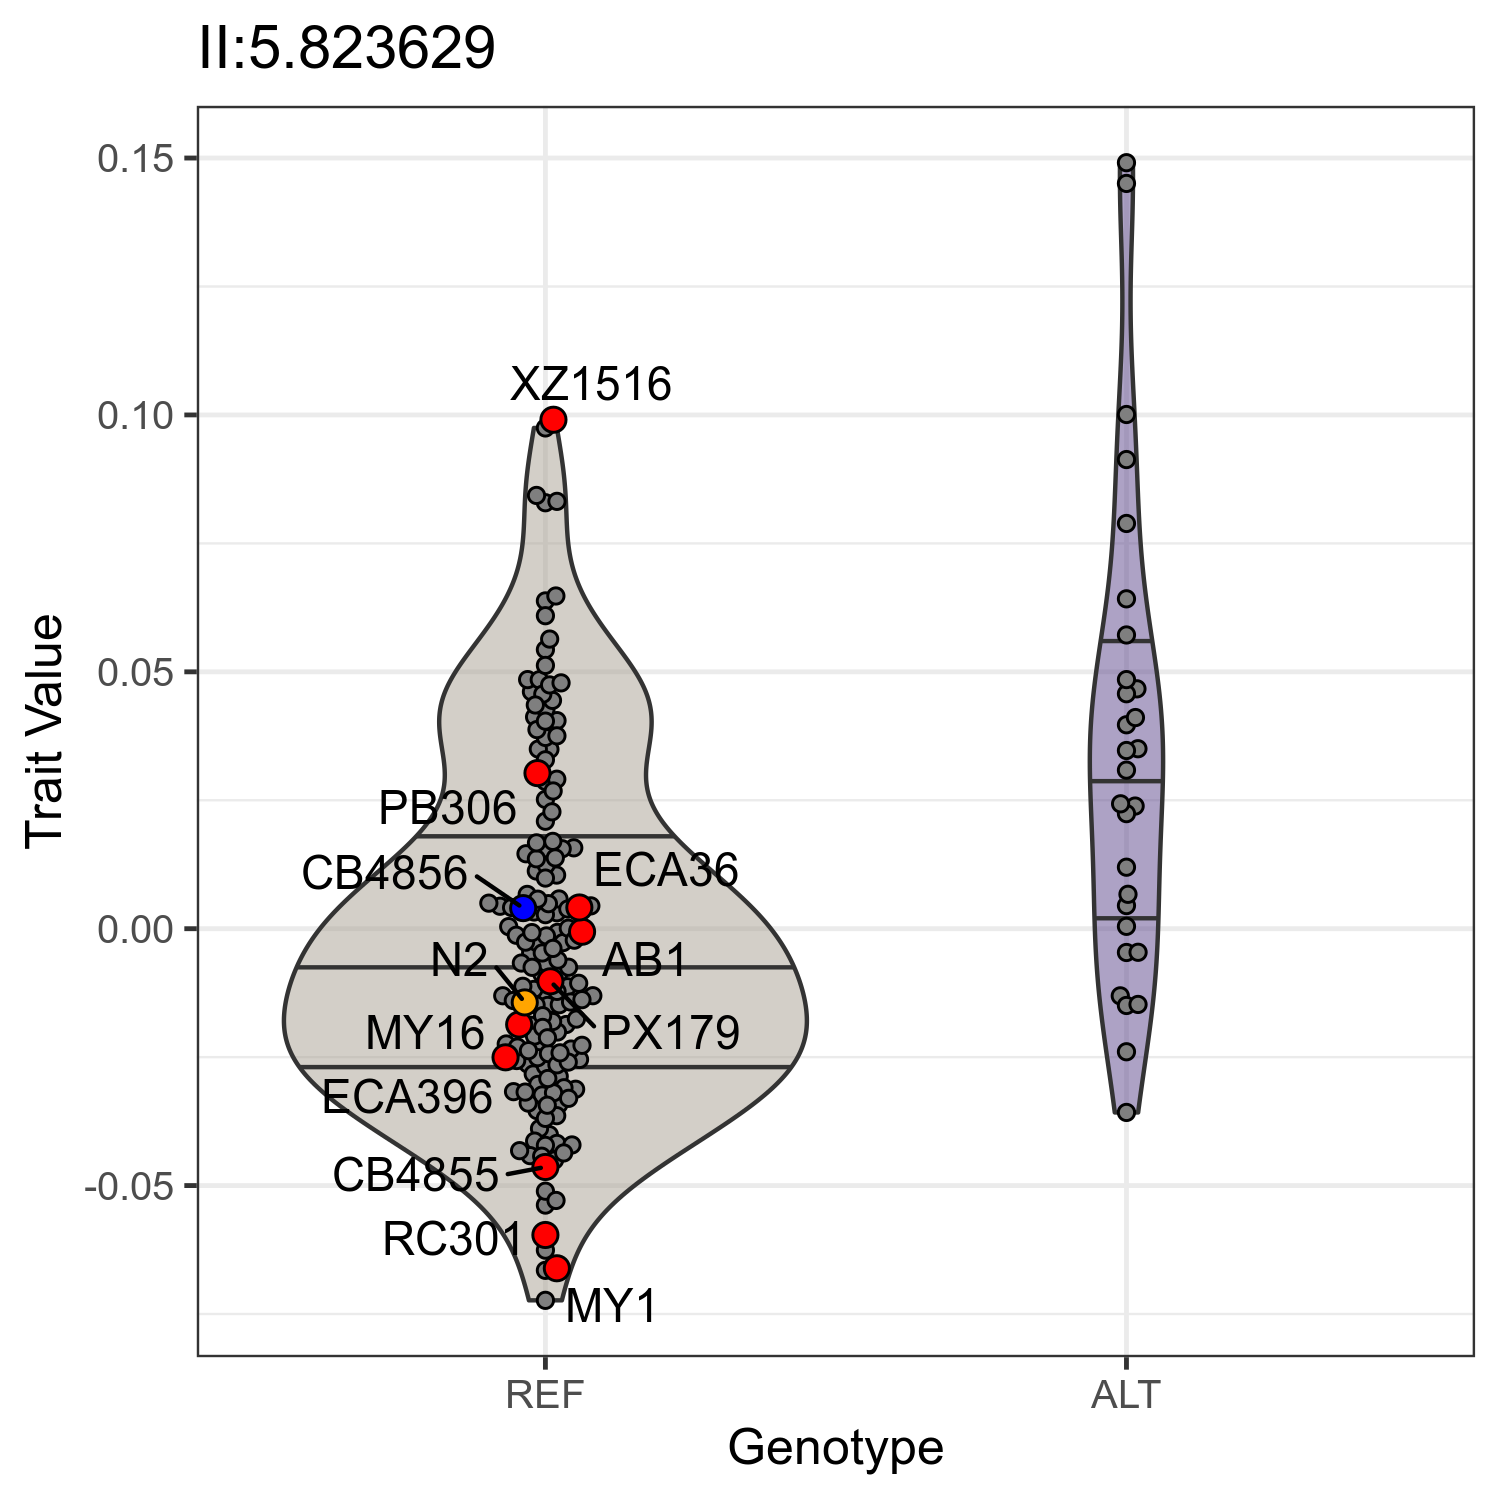 II:5.823629
0.15
XZ1516
0.10
0.05
PB306
CB4856
ECA36
0.00
N2
AB1
MY16
PX179
ECA396
CB4855
-0.05
RC301
MY1
Trait Value
REF
ALT
Genotype